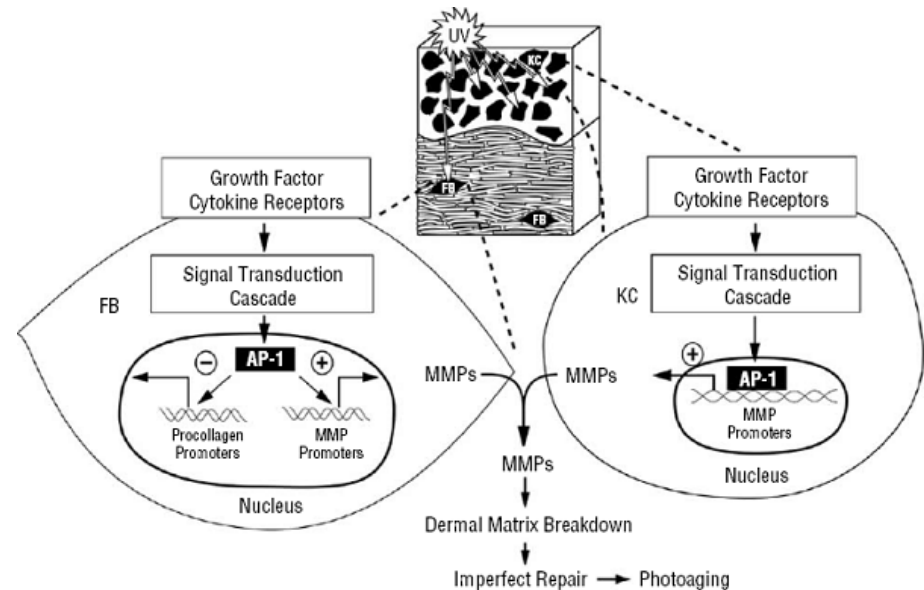 UV
KC
FB
FB
Growth Factor
Cytokine Receptors
Signal Transduction
Cascade
FB
AP-1
−
+
Procollagen
Promoters
MMP
Promoters
Nucleus
Growth Factor
Cytokine Receptors
Signal Transduction
Cascade
KC
+
AP-1
MMP
Promoters
Nucleus
MMPs
MMPs
MMPs
Dermal Matrix Breakdown
Imperfect Repair
Photoaging